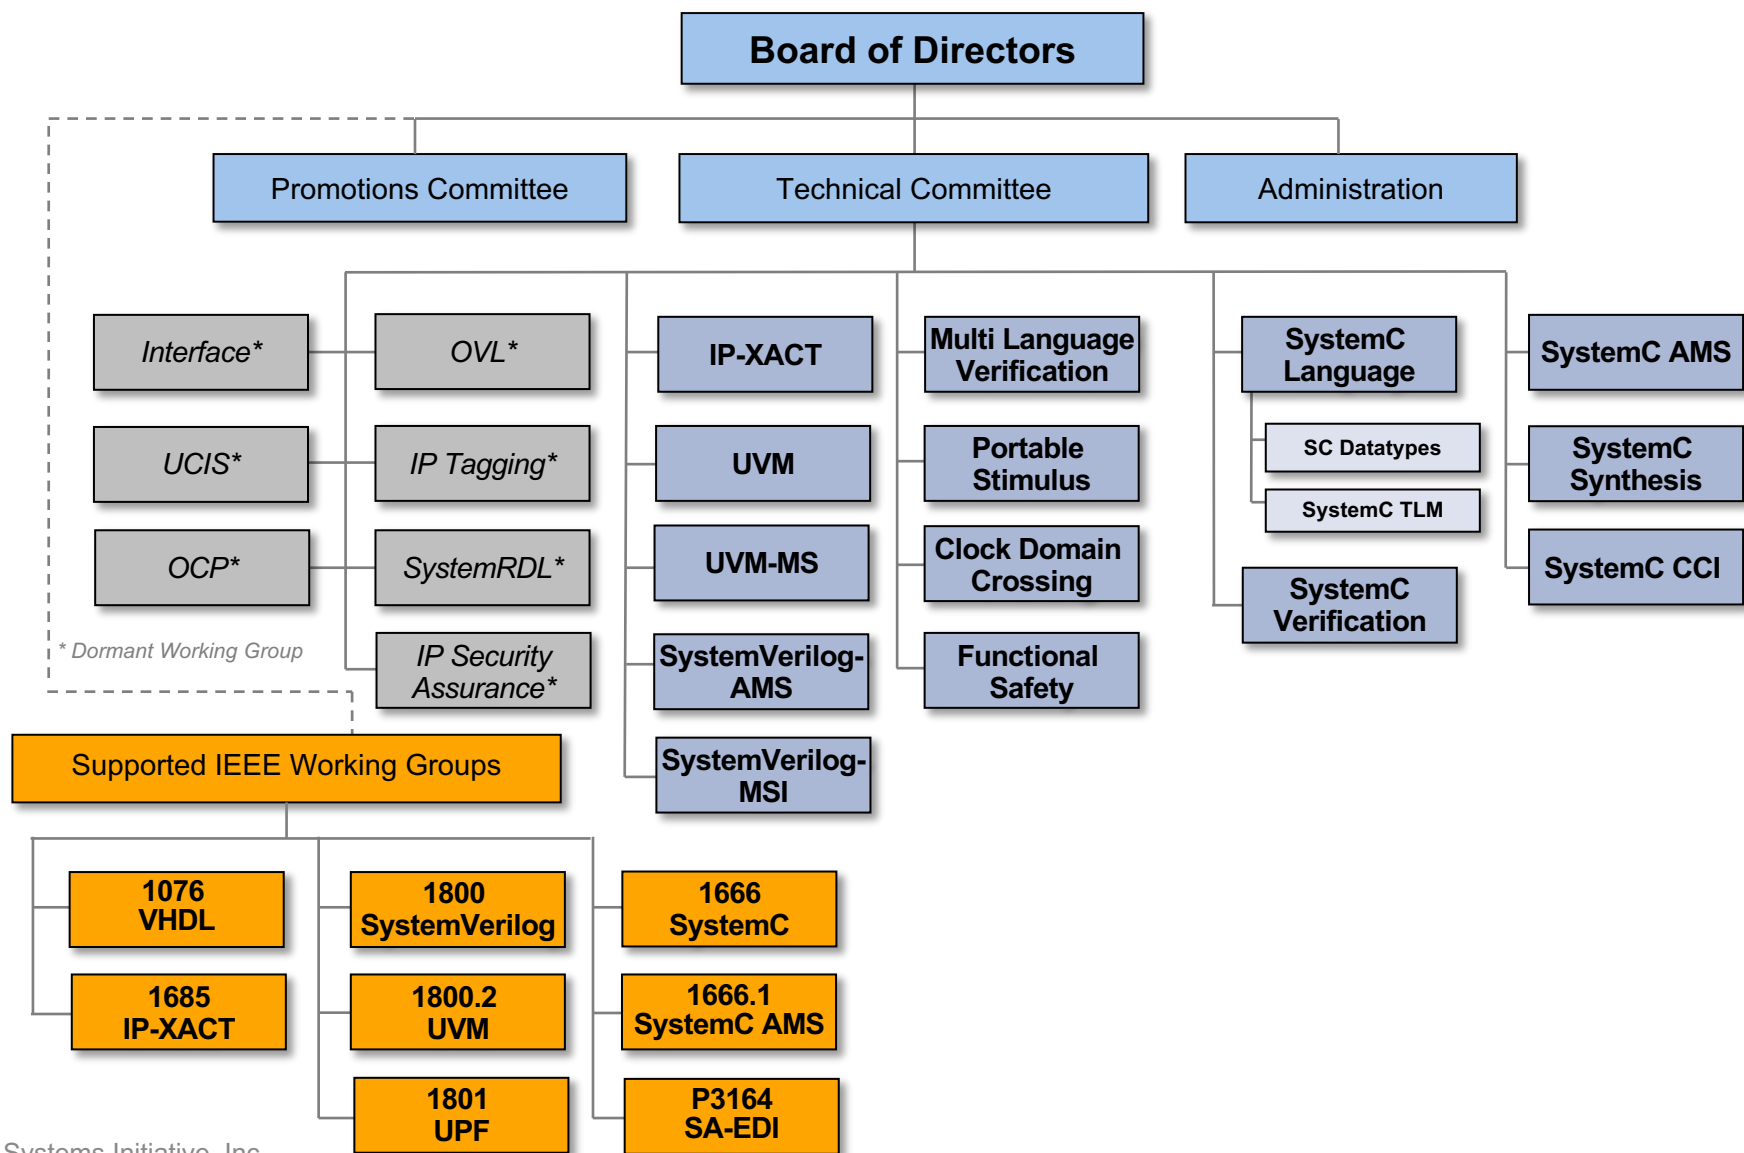 Board of Directors
Promotions Committee
Technical Committee
Administration
Interface*
OVL*
IP-XACT
Multi Language
Verification
SystemC
Language
SystemC AMS
UCIS*
IP Tagging*
UVM
Portable
Stimulus
SC Datatypes
SystemC TLM
SystemC
Synthesis
OCP*
SystemRDL*
UVM-MS
Clock Domain
Crossing
SystemC
Verification
SystemC CCI
* Dormant Working Group
IP Security
Assurance*
SystemVerilog-
AMS
Functional
Safety
SystemVerilog-
MSI
Supported IEEE Working Groups
1076
VHDL
1800
SystemVerilog
1666
SystemC
1685
IP-XACT
1800.2
UVM
1666.1
SystemC AMS
1801
UPF
P3164
SA-EDI
Systems Initiative, Inc